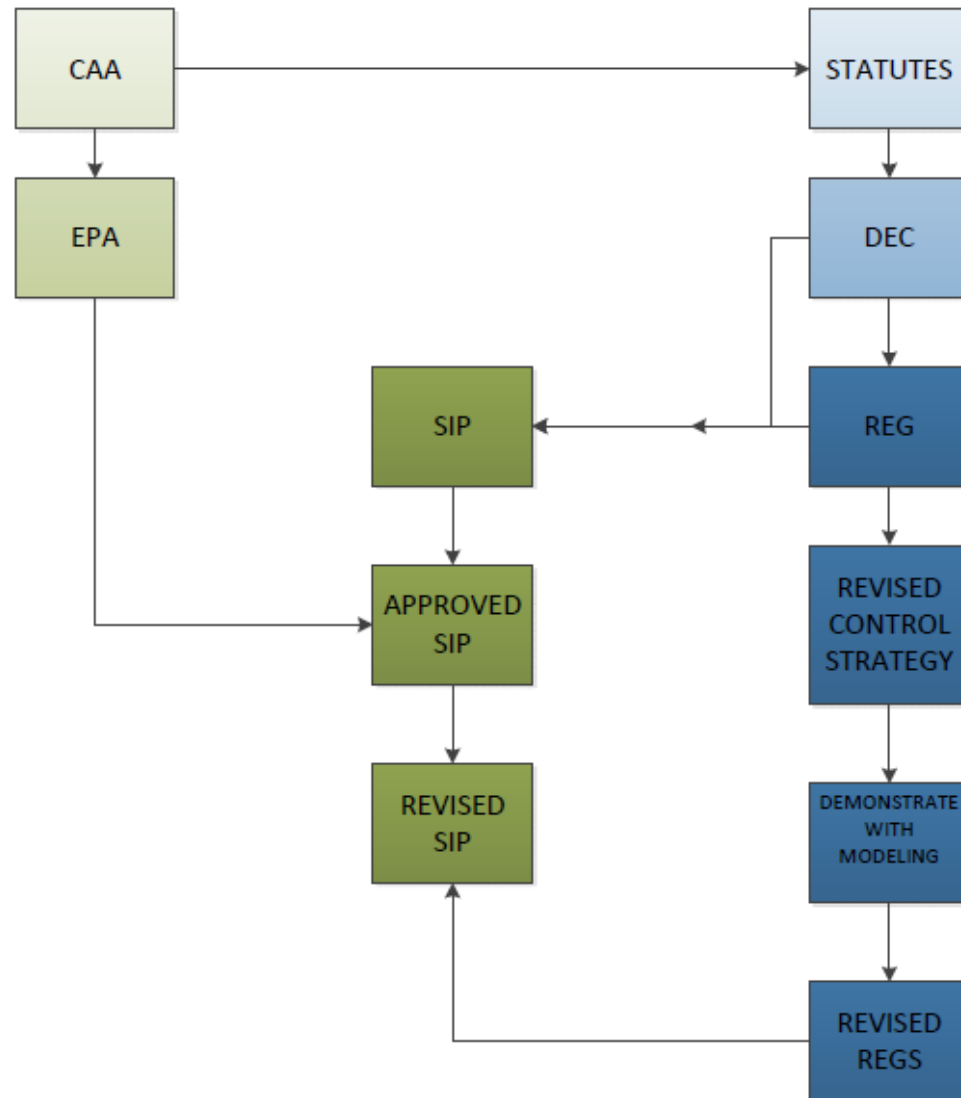 CAA
STATUTES
EPA
DEC
SIP
REG
APPROVED
SIP
REVISED
CONTROL
STRATEGY
REVISED
SIP
DEMONSTRATE
WITH
MODELING
REVISED
REGS